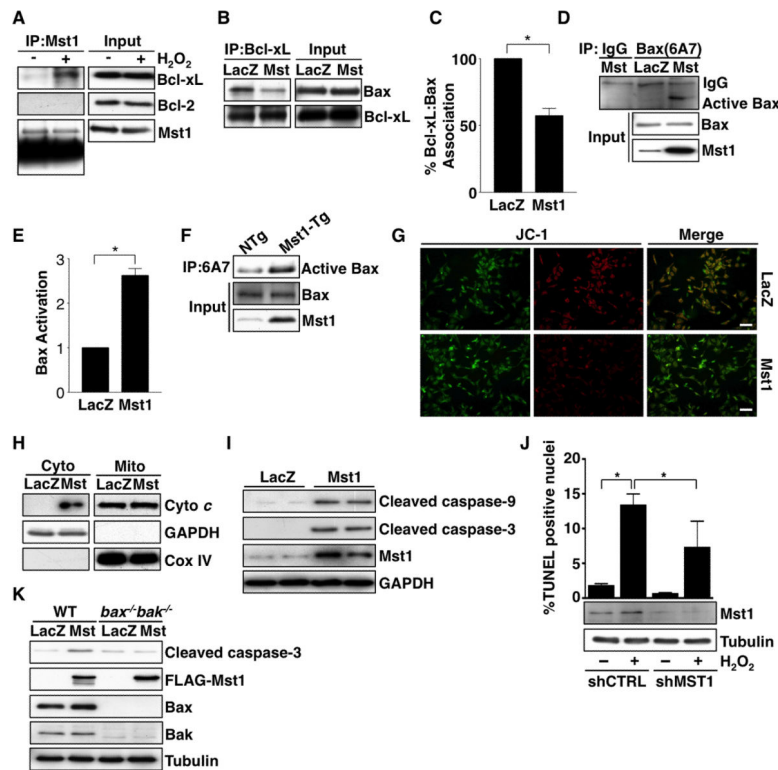 A
IP:Mst1 Input
- + - + H₂O₂
Bcl-xL
Bcl-2
Mst1
B
IP:Bcl-xL Input
LacZ Mst LacZ Mst
Bax
Bcl-xL
C
% Bcl-xL:Bax
Association
100
50
0
*
LacZ Mst1
D
IP: IgG Bax(6A7)
Mst LacZ Mst
IgG
Active Bax
Input
Bax
Mst1
E
Bax Activation
3
2
1
0
*
LacZ Mst1
F
NTg Mst1-Tg
IP:6A7 Active Bax
Input
Bax
Mst1
G
JC-1 Merge
LacZ
Mst1
H
Cyto Mito
LacZ Mst LacZ Mst
Cyto c
GAPDH
Cox IV
I
LacZ Mst1
Cleaved caspase-9
Cleaved caspase-3
Mst1
GAPDH
J
%TUNEL positive nuclei
20
15
10
5
0
* *
Mst1
Tubulin
− + − + H₂O₂
shCTRL shMST1
K
WT bax⁻/⁻bak⁻/⁻
LacZ Mst LacZ Mst
Cleaved caspase-3
FLAG-Mst1
Bax
Bak
Tubulin